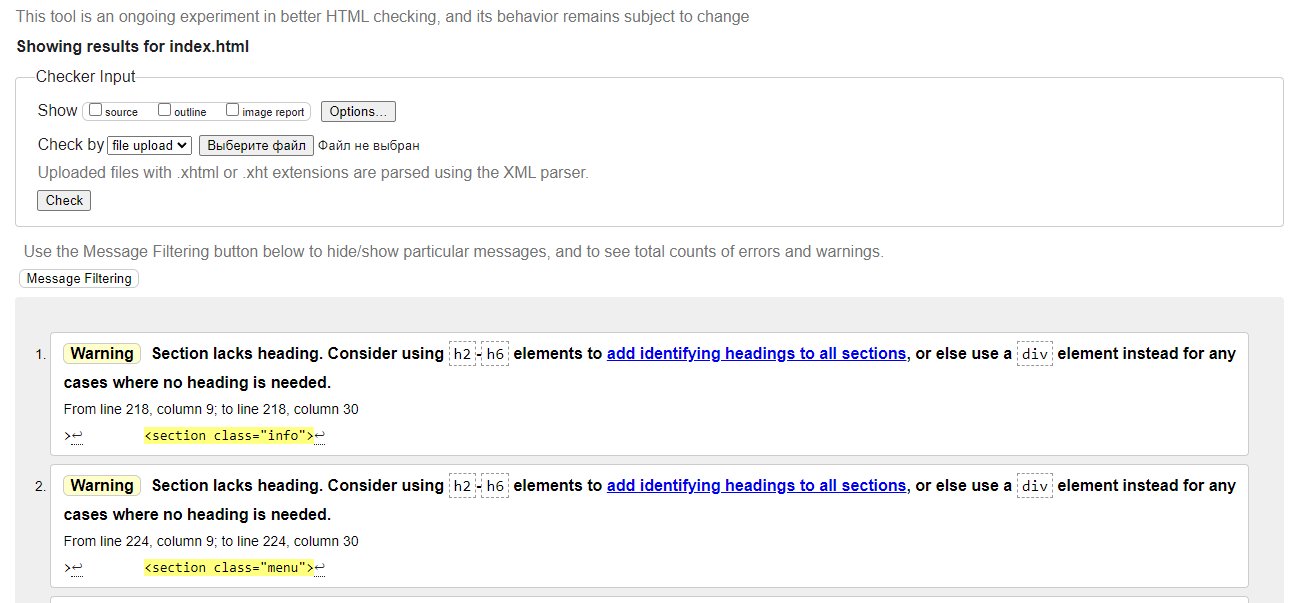 This tool is an ongoing experiment in better HTML checking, and its behavior remains subject to change
Showing results for index.html
Checker Input
Show source outline image report Options...
Check by file upload Выберите файл Файл не выбран
Uploaded files with .xhtml or .xht extensions are parsed using the XML parser.
Check
Use the Message Filtering button below to hide/show particular messages, and to see total counts of errors and warnings.
Message Filtering
1. Warning Section lacks heading. Consider using h2-h6 elements to add identifying headings to all sections, or else use a div element instead for any
cases where no heading is needed.
From line 218, column 9; to line 218, column 30
>↩ <section class="info">↩
2. Warning Section lacks heading. Consider using h2-h6 elements to add identifying headings to all sections, or else use a div element instead for any
cases where no heading is needed.
From line 224, column 9; to line 224, column 30
>↩ <section class="menu">↩